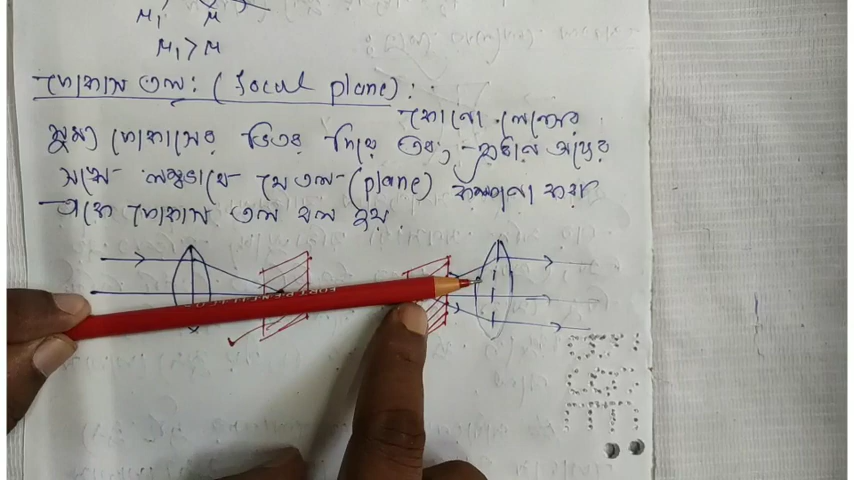 μ₁ μ
μ₁ > μ
ফোকাস তল: (focal plane):
কোনো লেন্সের
মুখ্য ফোকাসের ভিতর দিয়ে এবং প্রধান অক্ষের
সঙ্গে লম্বভাবে যে তল (plane) কল্পনা করা
তাকে ফোকাস তল বলা হয়